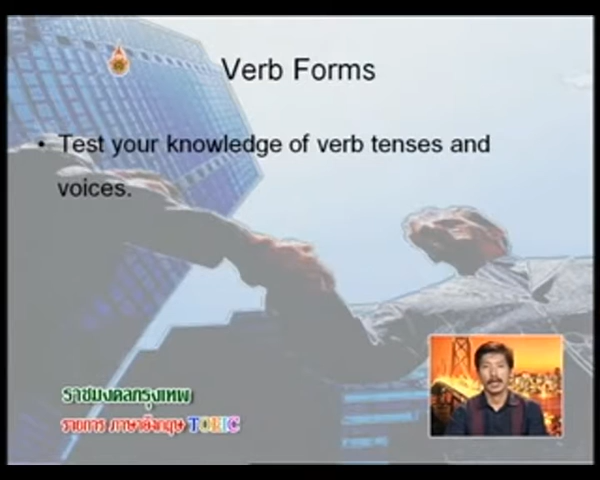 Verb Forms
• Test your knowledge of verb tenses and
voices.
ราชมงคลกรุงเทพ
รายการ ภาษาอังกฤษ TOEIC